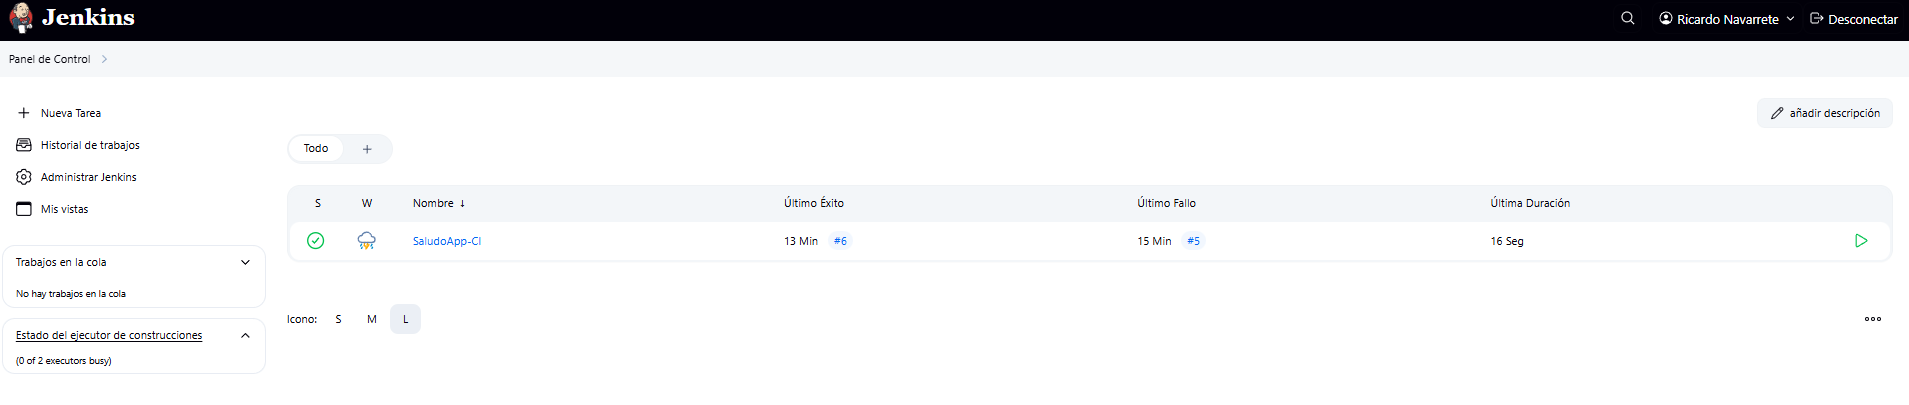 Jenkins
Ricardo Navarrete
Desconectar
Panel de Control
Nueva Tarea
Historial de trabajos
Administrar Jenkins
Mis vistas
Trabajos en la cola
No hay trabajos en la cola
Estado del ejecutor de construcciones
(0 of 2 executors busy)
añadir descripción
Todo +
S W Nombre ↓ Último Éxito Último Fallo Última Duración
SaludoApp-CI 13 Min #6 15 Min #5 16 Seg
Icono: S M L